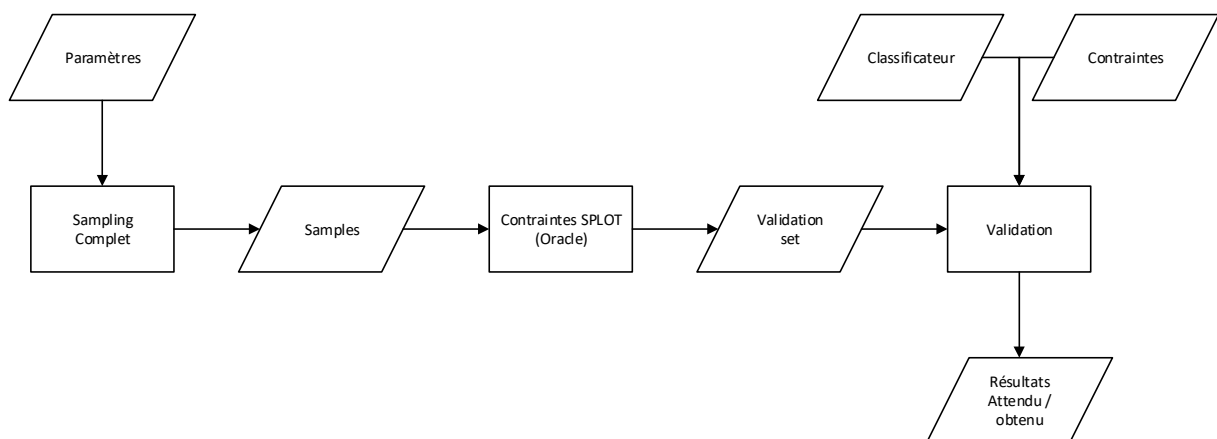 Paramètres
Classificateur
Contraintes
Sampling
Complet
Samples
Contraintes SPLOT
(Oracle)
Validation
set
Validation
Résultats
Attendu /
obtenu